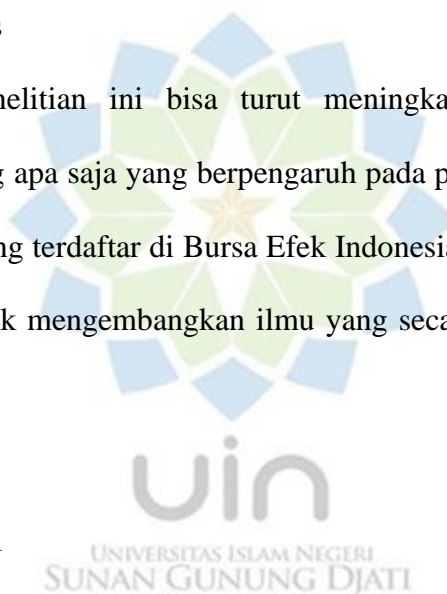 nelitian ini bisa turut meningka
g apa saja yang berpengaruh pada p
ng terdaftar di Bursa Efek Indonesia
k mengembangkan ilmu yang seca
uin
UNIVERSITAS ISLAM NEGERI
SUNAN GUNUNG DJATI